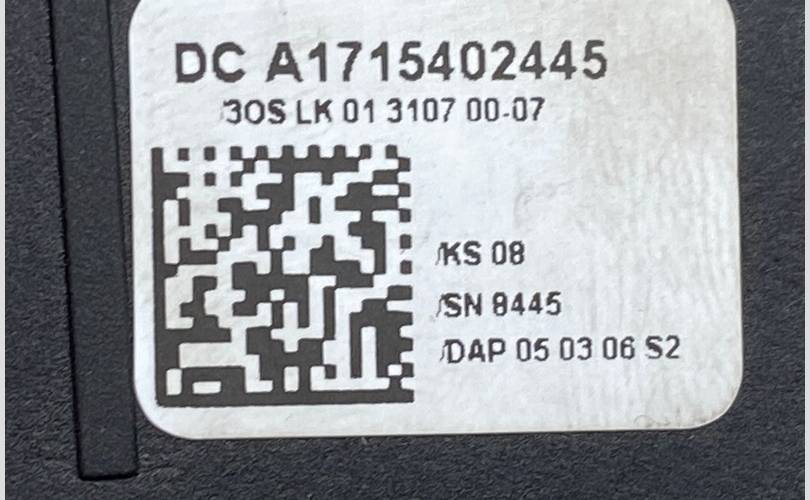 DC A1715402445
3OS LK 01 3107 00-07
/KS 08
/SN 8445
/DAP 05 03 06 S2